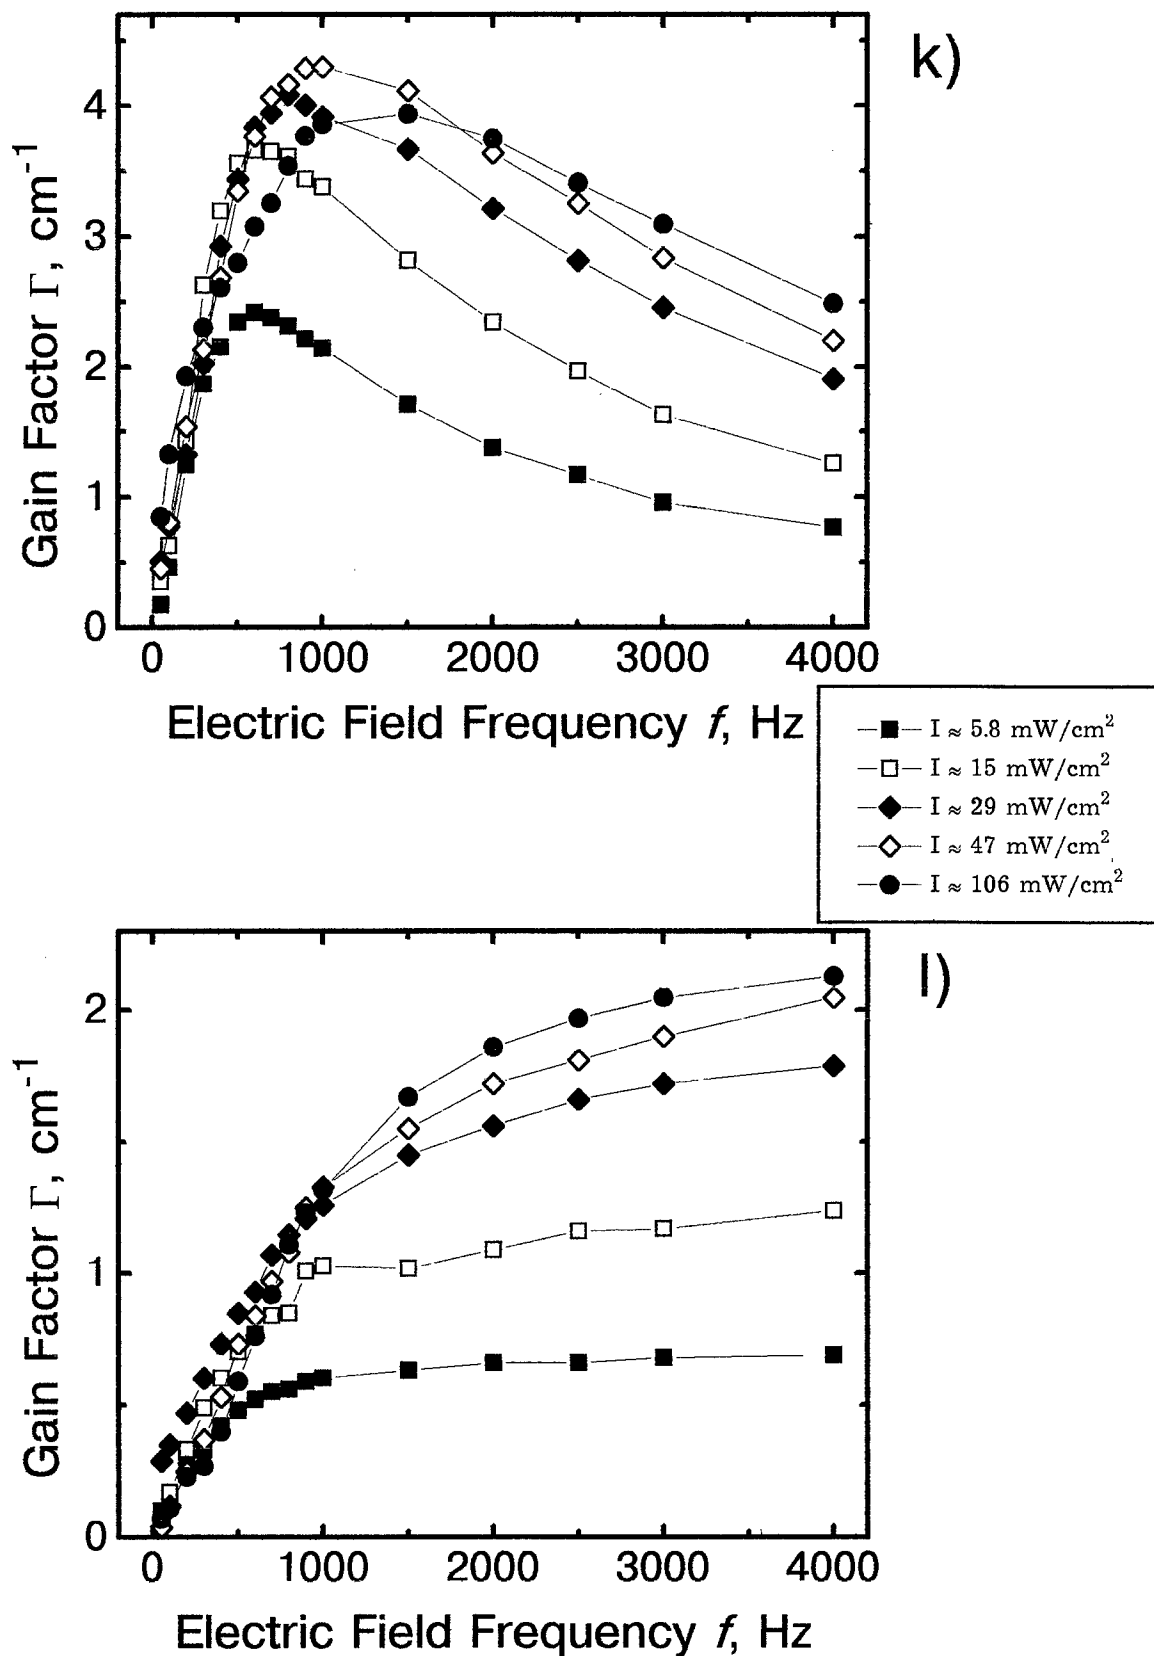 k)
Gain Factor Γ, cm⁻¹
4
3
2
1
0
0 1000 2000 3000 4000
Electric Field Frequency f, Hz
I ≈ 5.8 mW/cm²
I ≈ 15 mW/cm²
I ≈ 29 mW/cm²
I ≈ 47 mW/cm²
I ≈ 106 mW/cm²
l)
Gain Factor Γ, cm⁻¹
2
1
0
0 1000 2000 3000 4000
Electric Field Frequency f, Hz